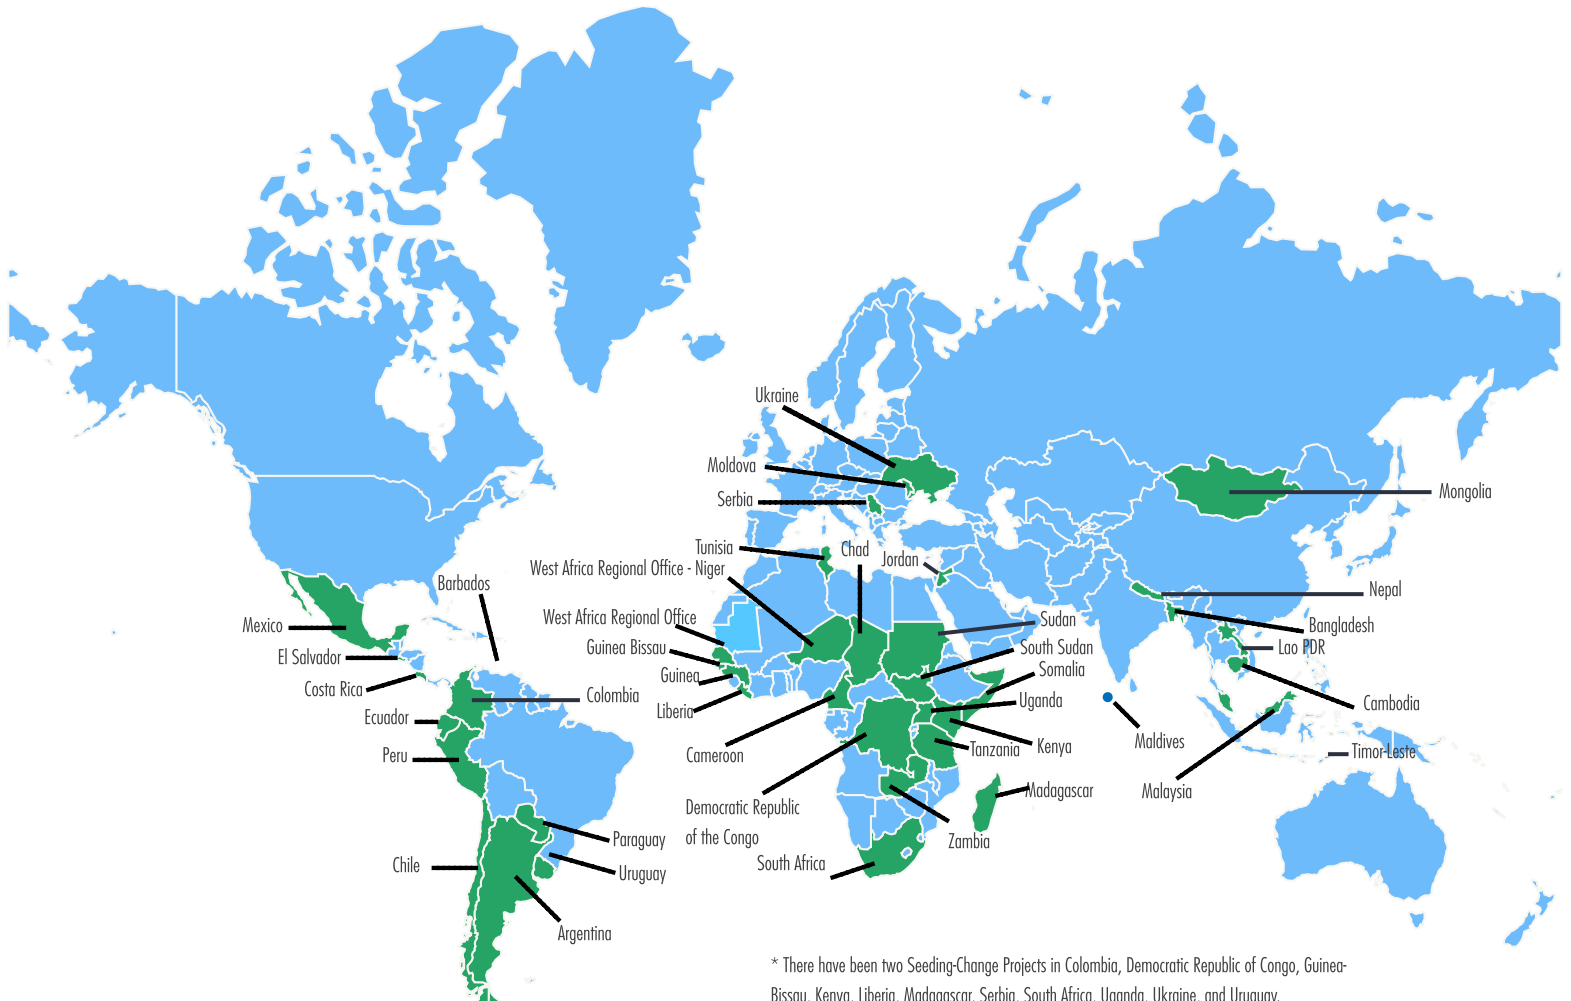 Ukraine
Moldova
Serbia
Mongolia
Tunisia
Chad
Jordan
West Africa Regional Office - Niger
Barbados
Nepal
West Africa Regional Office
Mexico
Sudan
Bangladesh
Guinea Bissau
South Sudan
Lao PDR
El Salvador
Guinea
Somalia
Costa Rica
Colombia
Uganda
Cambodia
Liberia
Ecuador
Maldives
Kenya
Tanzania
Timor-Leste
Peru
Cameroon
Madagascar
Malaysia
Democratic Republic
of the Congo
Paraguay
Zambia
Chile
South Africa
Uruguay
Argentina
* There have been two Seeding-Change Projects in Colombia, Democratic Republic of Congo, Guinea-
Bissau, Kenya, Liberia, Madagascar, Serbia, South Africa, Uganda, Ukraine, and Uruguay.